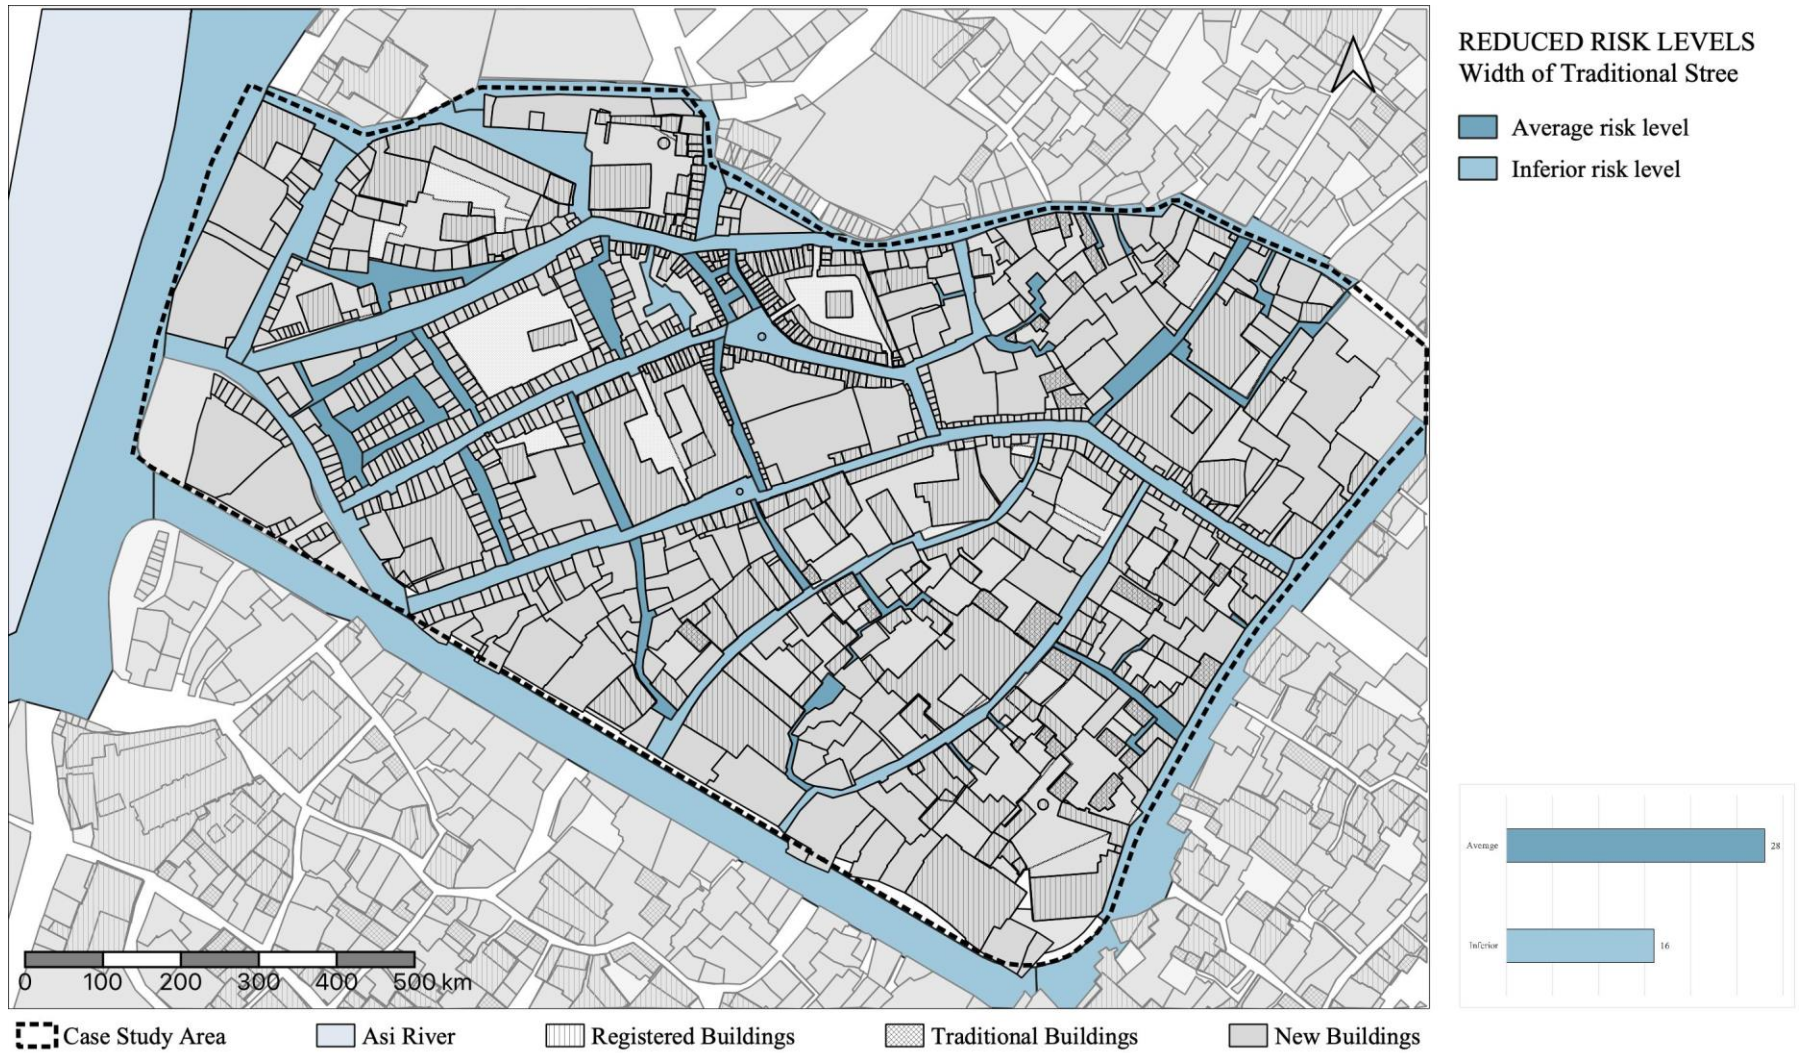 REDUCED RISK LEVELS
Width of Traditional Stree
Average risk level
Inferior risk level
Average 28
Inferior 16
0 100 200 300 400 500 km
Case Study Area Asi River Registered Buildings Traditional Buildings New Buildings